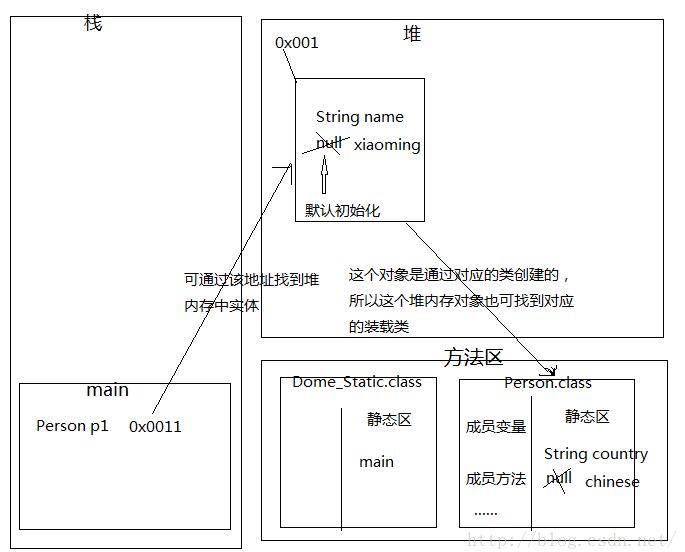 栈
堆
0x001
String name
null xiaoming
默认初始化
可通过该地址找到堆
内存中实体
这个对象是通过对应的类创建的，
所以这个堆内存对象也可找到对应
的装载类
方法区
main
Person p1 0x0011
Dome_Static.class
静态区
main
Person.class
成员变量
静态区
String country
成员方法
null chinese
......
http://blog.csdn.net/